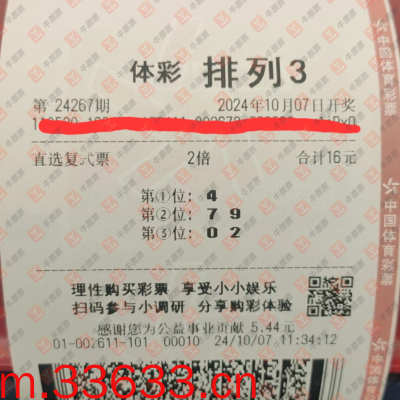 体彩 排列3
第 24267期 2024年10月07日开奖
直选复式票 2倍 合计16元
第①位: 4
第②位: 7 9
第③位: 0 2
理性购买彩票 享受小小娱乐
扫码参与小调研 分享购彩体验
感谢您为公益事业贡献 5.44元
01-002611-101 00010 24/10/07 11:34:12
m.33633.cn